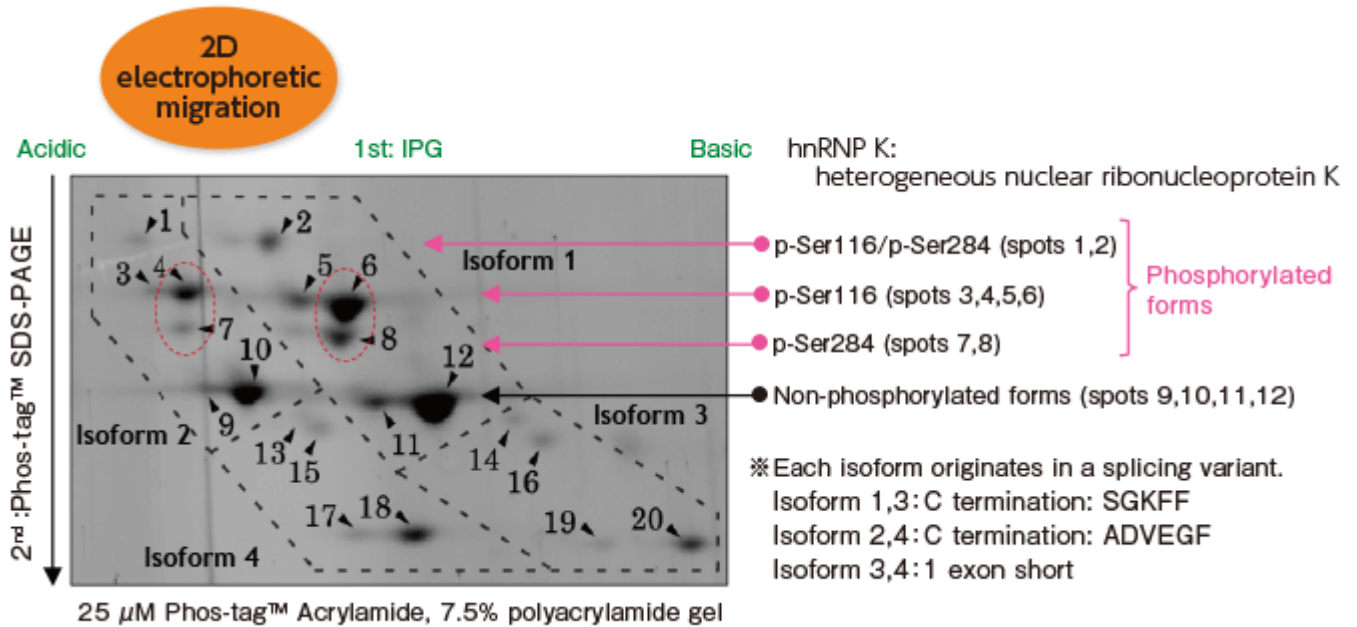 2D
electrophoretic
migration
Acidic
1st: IPG
Basic
hnRNP K:
heterogeneous nuclear ribonucleoprotein K
2nd :Phos-tag™ SDS-PAGE
1
2
3
4
5
6
7
8
9
10
11
12
13
14
15
16
17
18
19
20
Isoform 1
Isoform 2
Isoform 3
Isoform 4
p-Ser116/p-Ser284 (spots 1,2)
p-Ser116 (spots 3,4,5,6)
p-Ser284 (spots 7,8)
Phosphorylated
forms
Non-phosphorylated forms (spots 9,10,11,12)
※Each isoform originates in a splicing variant.
Isoform 1,3:C termination: SGKFF
Isoform 2,4:C termination: ADVEGF
Isoform 3,4:1 exon short
25 µM Phos-tag™ Acrylamide, 7.5% polyacrylamide gel